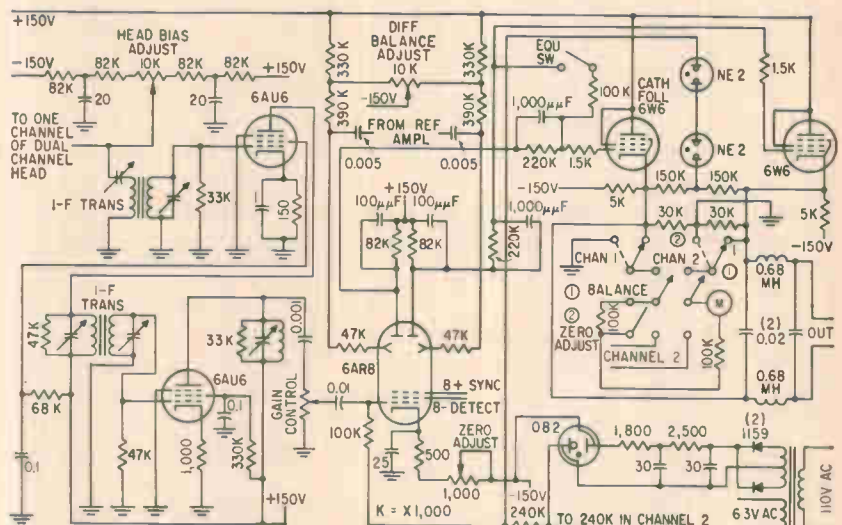 +150V
-150V
HEAD BIAS
ADJUST
82K
82K
10K
82K
82K
+150V
20
20
TO ONE
CHANNEL
OF DUAL
CHANNEL
HEAD
6AU6
1-F TRANS
33K
1
150
DIFF
BALANCE
ADJUST
10K
-150V
330K
330K
390K
390K
FROM REF
AMPL
0.005
0.005
EQU
SW
100K
1,000μμF
220K
1.5K
CATH
FOLL
6W6
NE 2
NE 2
1.5K
6W6
-150V
5K
150K
150K
5K
-150V
+150V
100μμF
100μμF
82K
82K
1,000μμF
220K
30K
30K
CHAN 1
②
CHAN 2
1
①
① BALANCE
②
ZERO
ADJUST
100K
M
100K
CHANNEL 2
0.68
MH
(2)
0.02
OUT
0.68
MH
1-F
TRANS
47K
68K
0.1
47K
6AU6
1,000
0.1
330K
+150V
33K
0.001
GAIN
CONTROL
0.01
100K
47K
47K
6AR8
8+ SYNC
8- DETECT
25
500
ZERO
ADJUST
1,000
K = X1,000
-150V
240K
TO 240K IN CHANNEL 2
0B2
1,800
2,500
30
30
(2)
1159
110V AC
6.3V AC